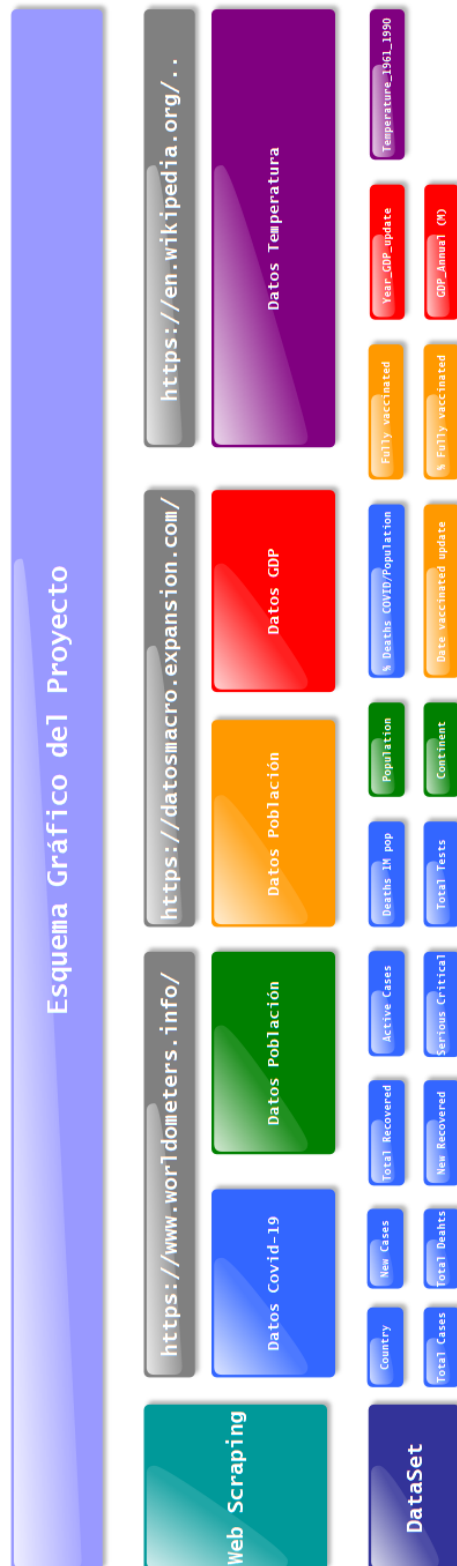 Esquema Gráfico del Proyecto
Web Scraping
https://www.worldometers.info/
https://datosmacro.expansion.com/
https://en.wikipedia.org/..
Datos Covid-19
Datos Población
Datos Población
Datos GDP
Datos Temperatura
DataSet
Country
New Cases
Total Recovered
Active Cases
Deaths 1M pop
Population
% Deaths COVID/Population
Fully vaccinated
Year_GDP_update
Temperature_1961_1990
Total Cases
Total Deahts
New Recovered
Serious Critical
Total Tests
Continent
Date vaccinated update
% Fully vaccinated
GDP_Annual (M)